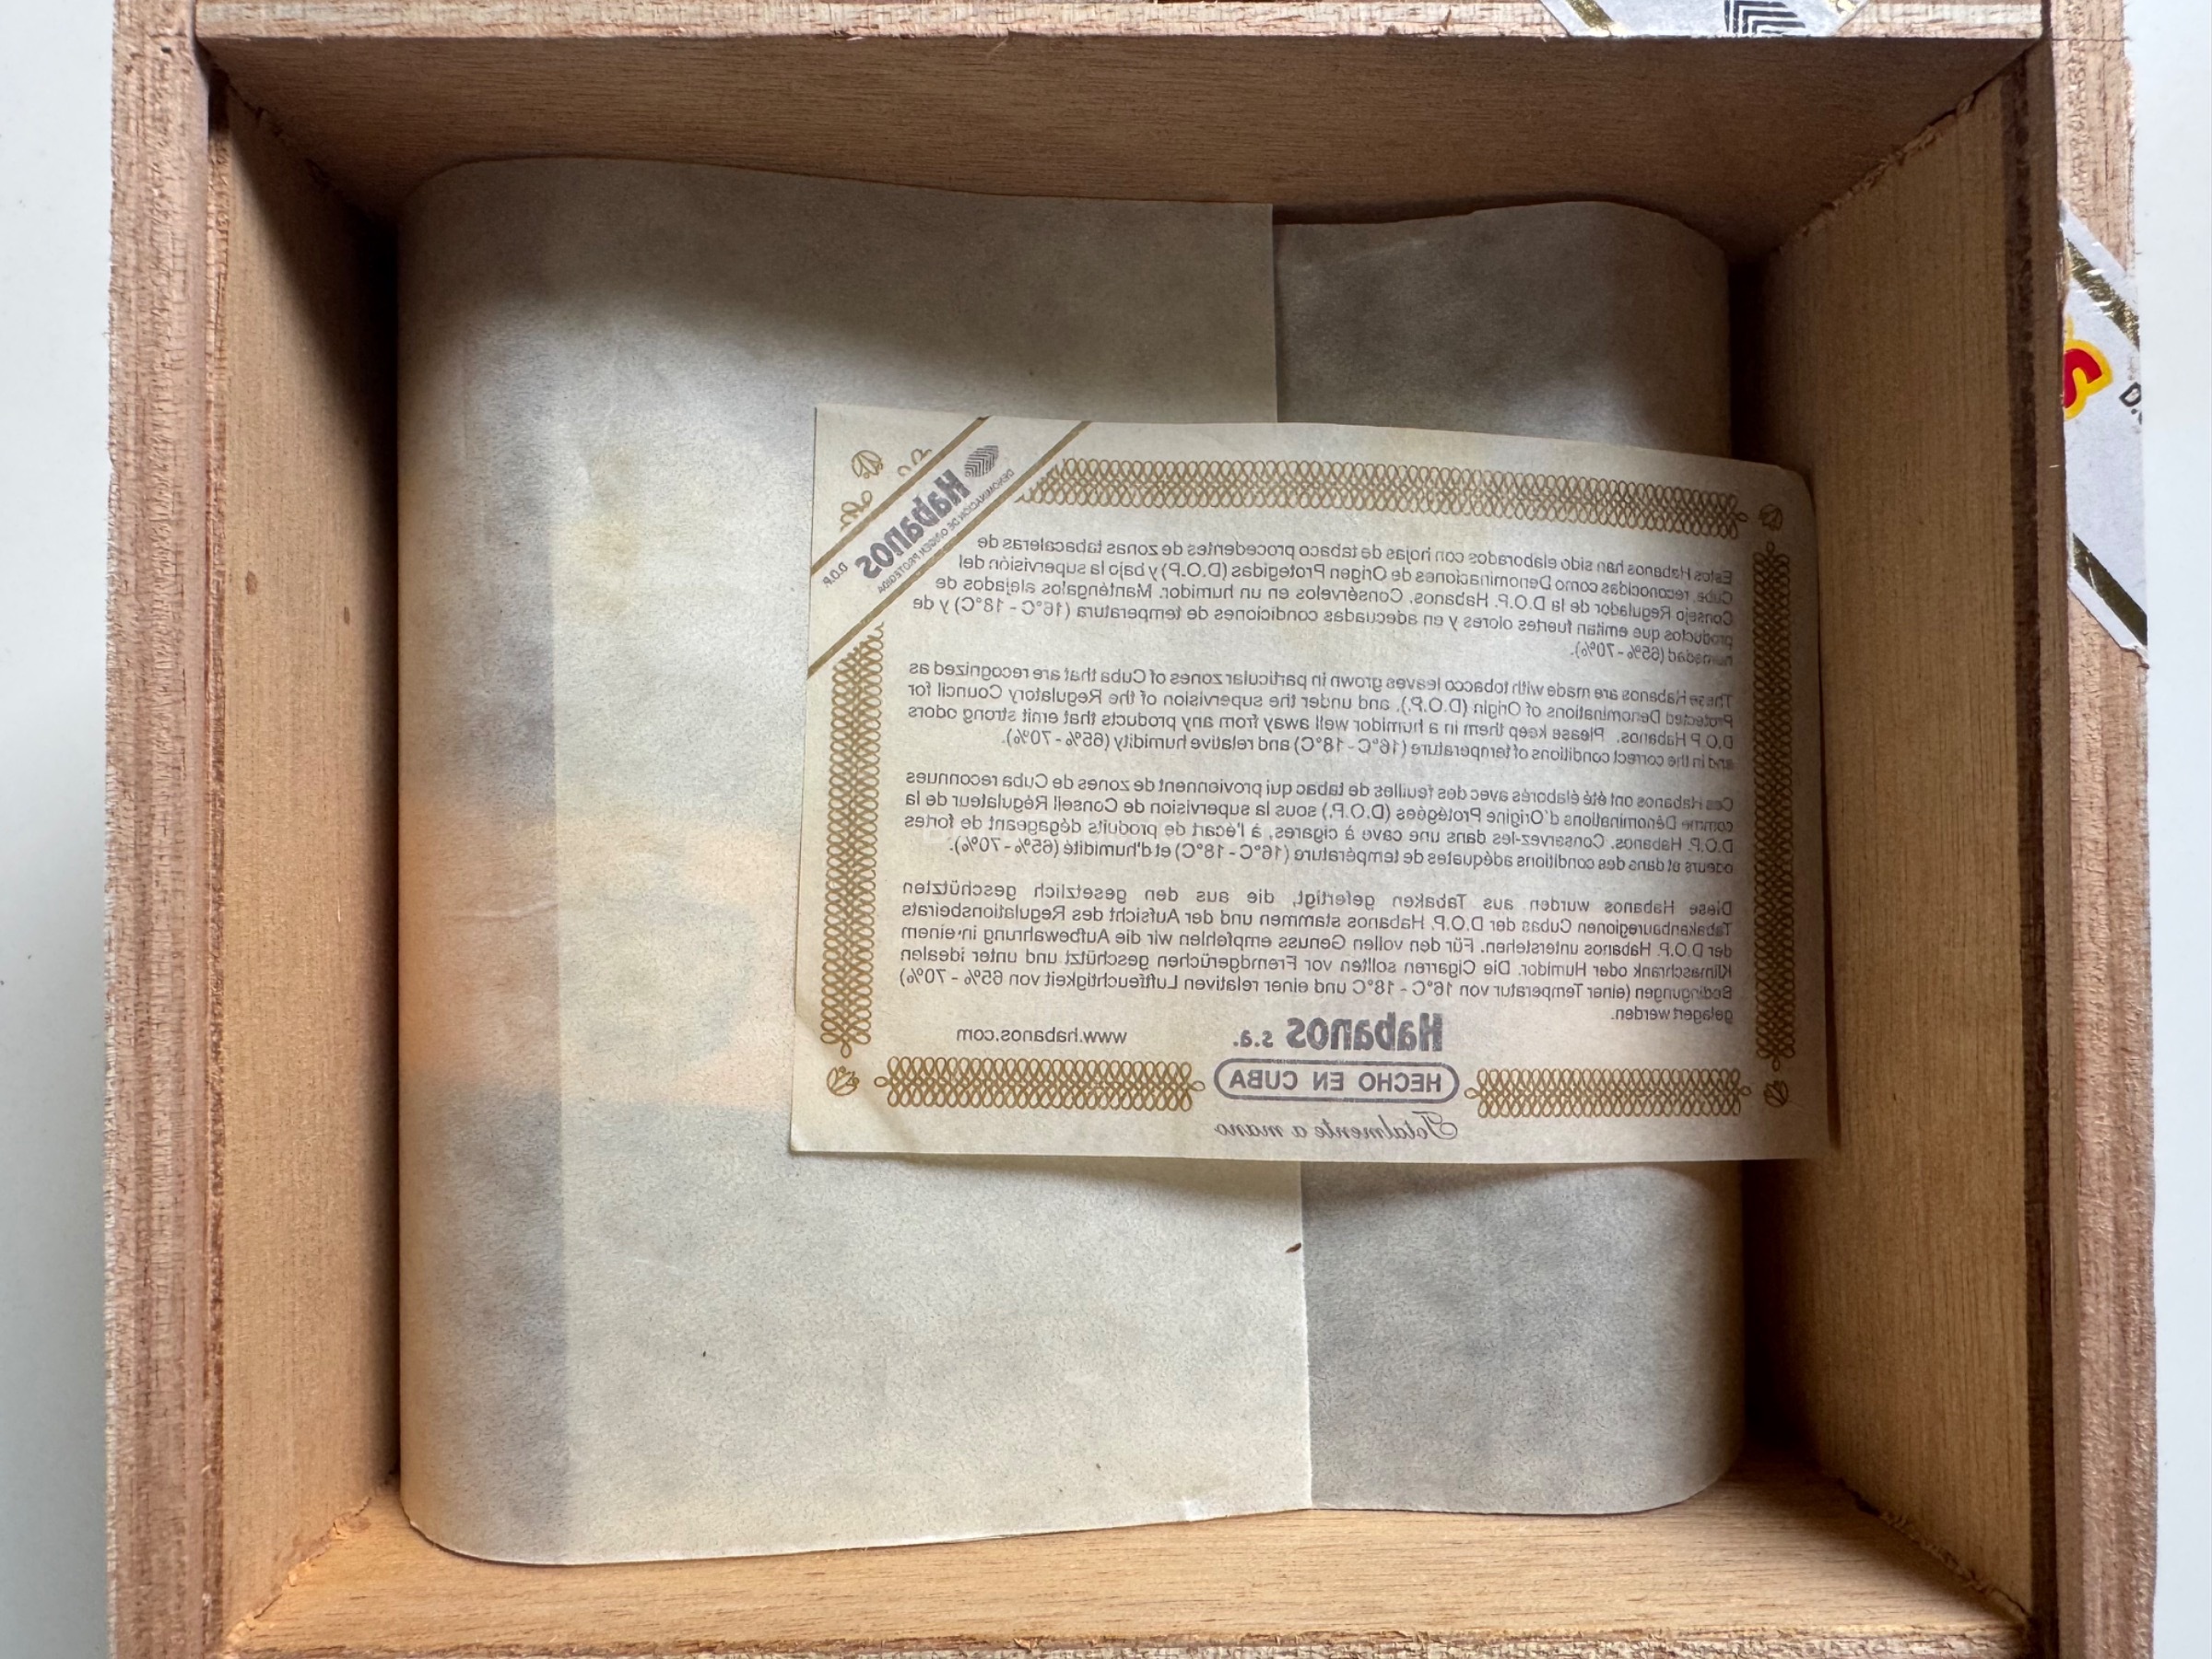 Habanos
DENOMINACIÓN DE ORIGEN PROTEGIDA
D.O.P.
Estos Habanos han sido elaborados con hojas de tabaco procedentes de zonas tabacaleras de
Cuba, reconocidas como Denominaciones de Origen Protegidas (D.O.P.) y bajo la supervisión del
Consejo Regulador de la D.O.P. Habanos. Consérvelos en un humidor. Manténgalos alejados de
productos que emitan fuertes olores y en adecuadas condiciones de temperatura (16°C - 18°C) y de
humedad (65% - 70%).
These Habanos are made with tobacco leaves grown in particular zones of Cuba that are recognized as
Protected Denominations of Origin (D.O.P.), and under the supervision of the Regulatory Council for
D.O.P Habanos. Please keep them in a humidor well away from any products that emit strong odors
and in the correct conditions of temperature (16°C - 18°C) and relative humidity (65% - 70%).
Ces Habanos ont été élaborés avec des feuilles de tabac qui proviennent de zones de Cuba reconnues
comme Dénominations d'Origine Protégées (D.O.P.) sous la supervision de Conseil Régulateur de la
D.O.P. Habanos. Conservez-les dans une cave à cigares, à l'écart de produits dégageant de fortes
odeurs et dans des conditions adéquates de température (16°C - 18°C) et d'humidité (65% - 70%).
Diese Habanos wurden aus Tabaken gefertigt, die aus den gesetzlich geschützten
Tabakanbauregionen Cubas der D.O.P. Habanos stammen und der Aufsicht des Regulationsbeirats
der D.O.P. Habanos unterstehen. Für den vollen Genuss empfehlen wir die Aufbewahrung in einem
Klimaschrank oder Humidor. Die Cigarren sollten vor Fremdgerüchen geschützt und unter idealen
Bedingungen (einer Temperatur von 16°C - 18°C und einer relativen Luftfeuchtigkeit von 65% - 70%)
gelagert werden.
Habanos s.a.
www.habanos.com
HECHO EN CUBA
Totalmente a mano